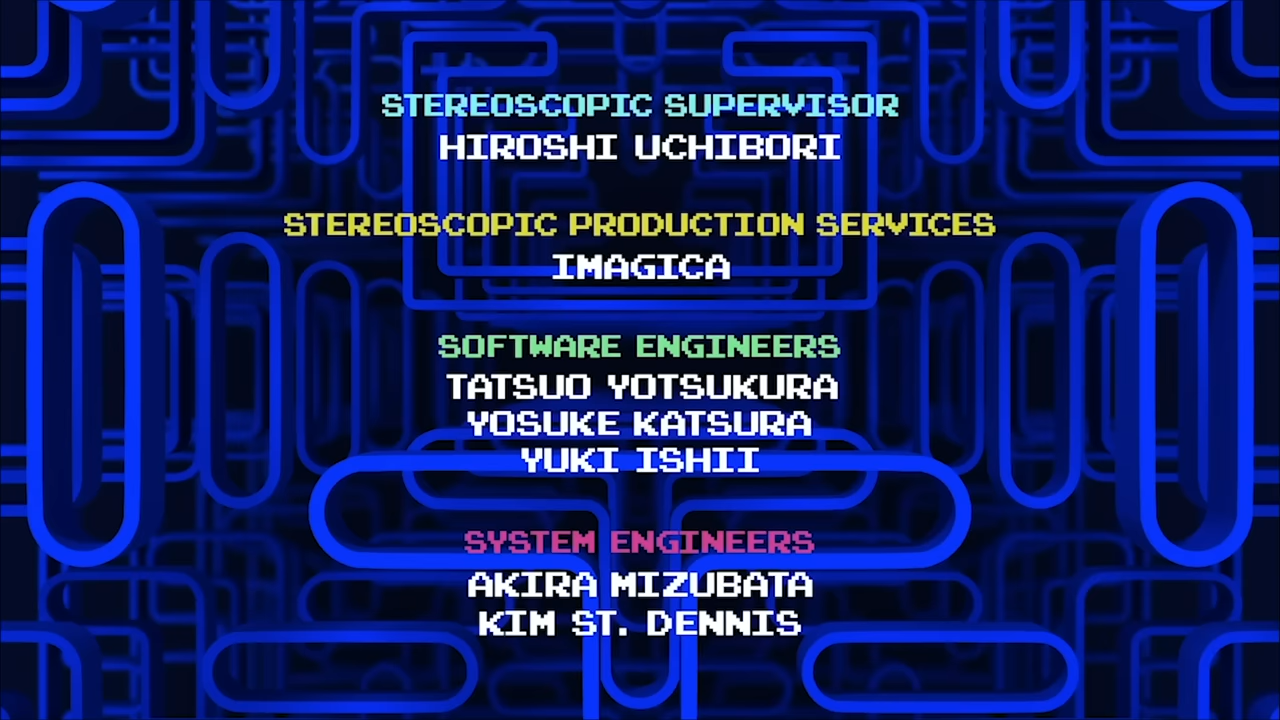 STEREOSCOPIC SUPERVISOR
HIROSHI UCHIBORI
STEREOSCOPIC PRODUCTION SERVICES
IMAGICA
SOFTWARE ENGINEERS
TATSUO YOTSUKURA
YOSUKE KATSURA
YUKI ISHII
SYSTEM ENGINEERS
AKIRA MIZUBATA
KIM ST. DENNIS